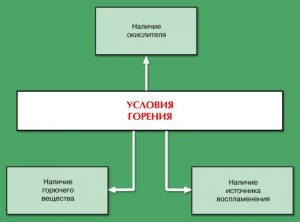 Наличие
окислителя
УСЛОВИЯ
ГОРЕНИЯ
Наличие
горючего
вещества
Наличие
источника
воспламенения